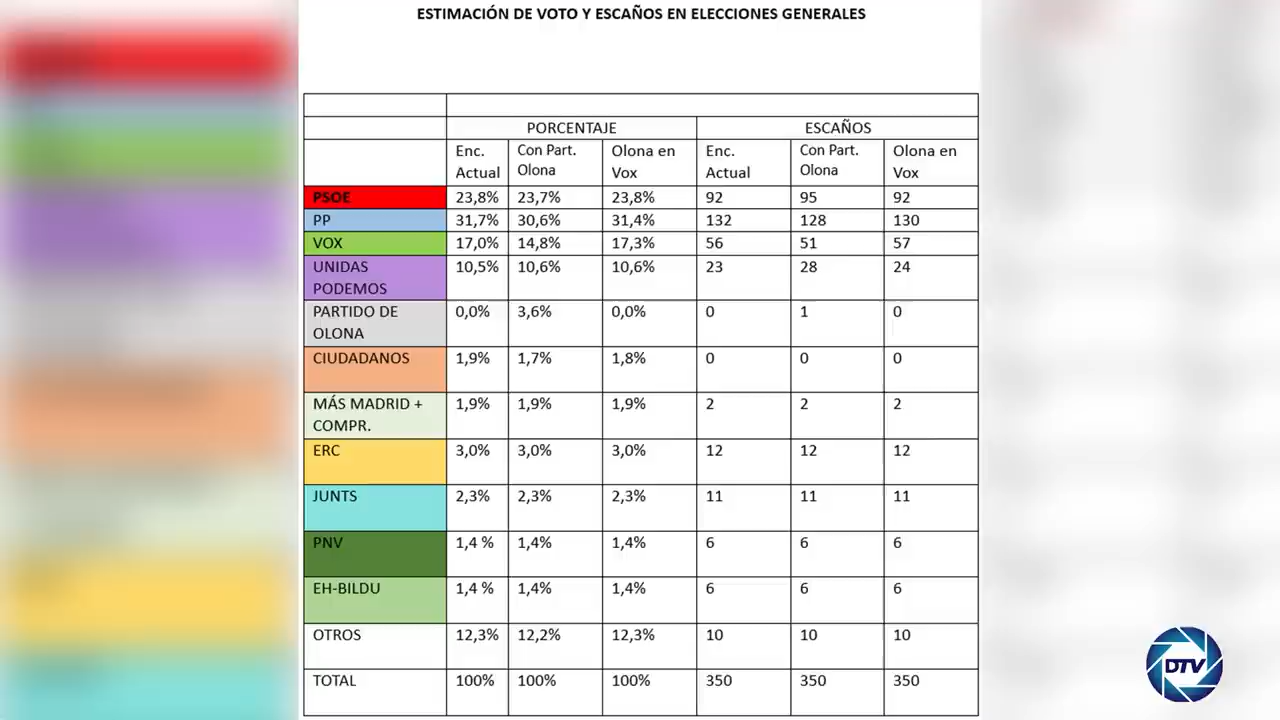 ESTIMACIÓN DE VOTO Y ESCAÑOS EN ELECCIONES GENERALES
PORCENTAJE ESCAÑOS
Enc. Actual Con Part. Olona Olona en Vox Enc. Actual Con Part. Olona Olona en Vox
PSOE 23,8% 23,7% 23,8% 92 95 92
PP 31,7% 30,6% 31,4% 132 128 130
VOX 17,0% 14,8% 17,3% 56 51 57
UNIDAS PODEMOS 10,5% 10,6% 10,6% 23 28 24
PARTIDO DE OLONA 0,0% 3,6% 0,0% 0 1 0
CIUDADANOS 1,9% 1,7% 1,8% 0 0 0
MÁS MADRID + COMPR. 1,9% 1,9% 1,9% 2 2 2
ERC 3,0% 3,0% 3,0% 12 12 12
JUNTS 2,3% 2,3% 2,3% 11 11 11
PNV 1,4 % 1,4% 1,4% 6 6 6
EH-BILDU 1,4 % 1,4% 1,4% 6 6 6
OTROS 12,3% 12,2% 12,3% 10 10 10
TOTAL 100% 100% 100% 350 350 350
DTV